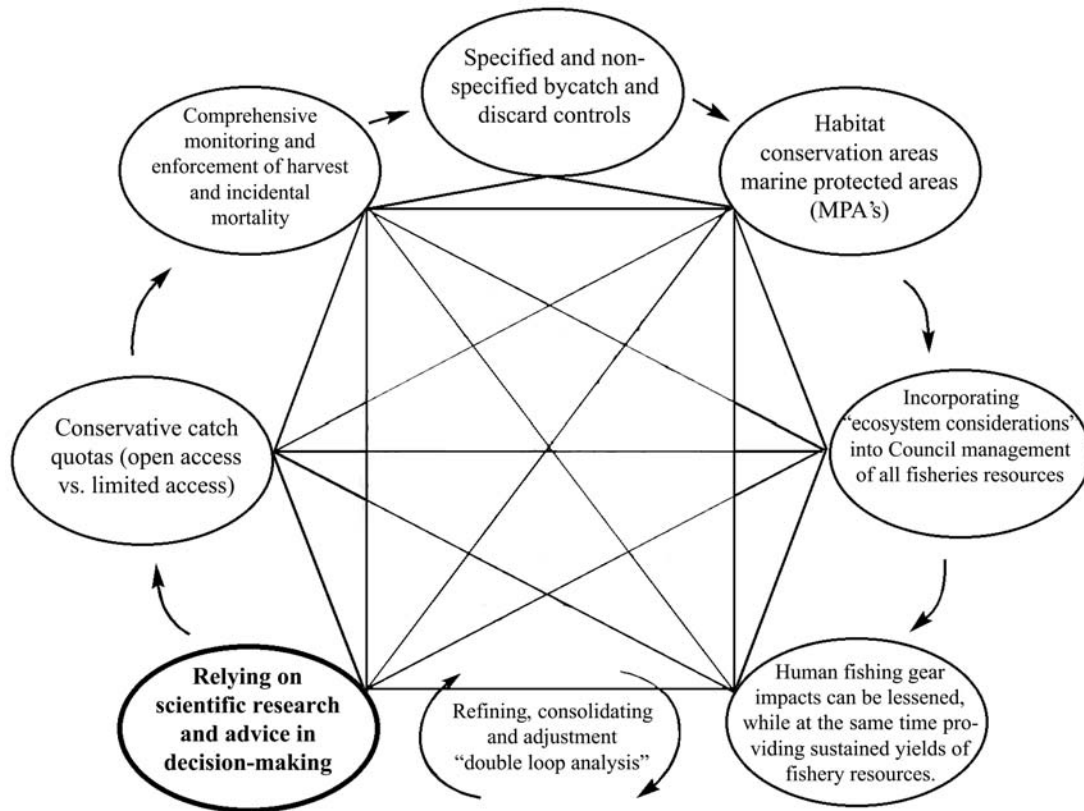 Specified and non-
specified bycatch and
discard controls
Comprehensive
monitoring and
enforcement of harvest
and incidental
mortality
Habitat
conservation areas
marine protected areas
(MPA's)
Conservative catch
quotas (open access
vs. limited access)
Incorporating
“ecosystem considerations”
into Council management
of all fisheries resources
Relying on
scientific research
and advice in
decision-making
Refining, consolidating
and adjustment
“double loop analysis”
Human fishing gear
impacts can be lessened,
while at the same time pro-
viding sustained yields of
fishery resources.